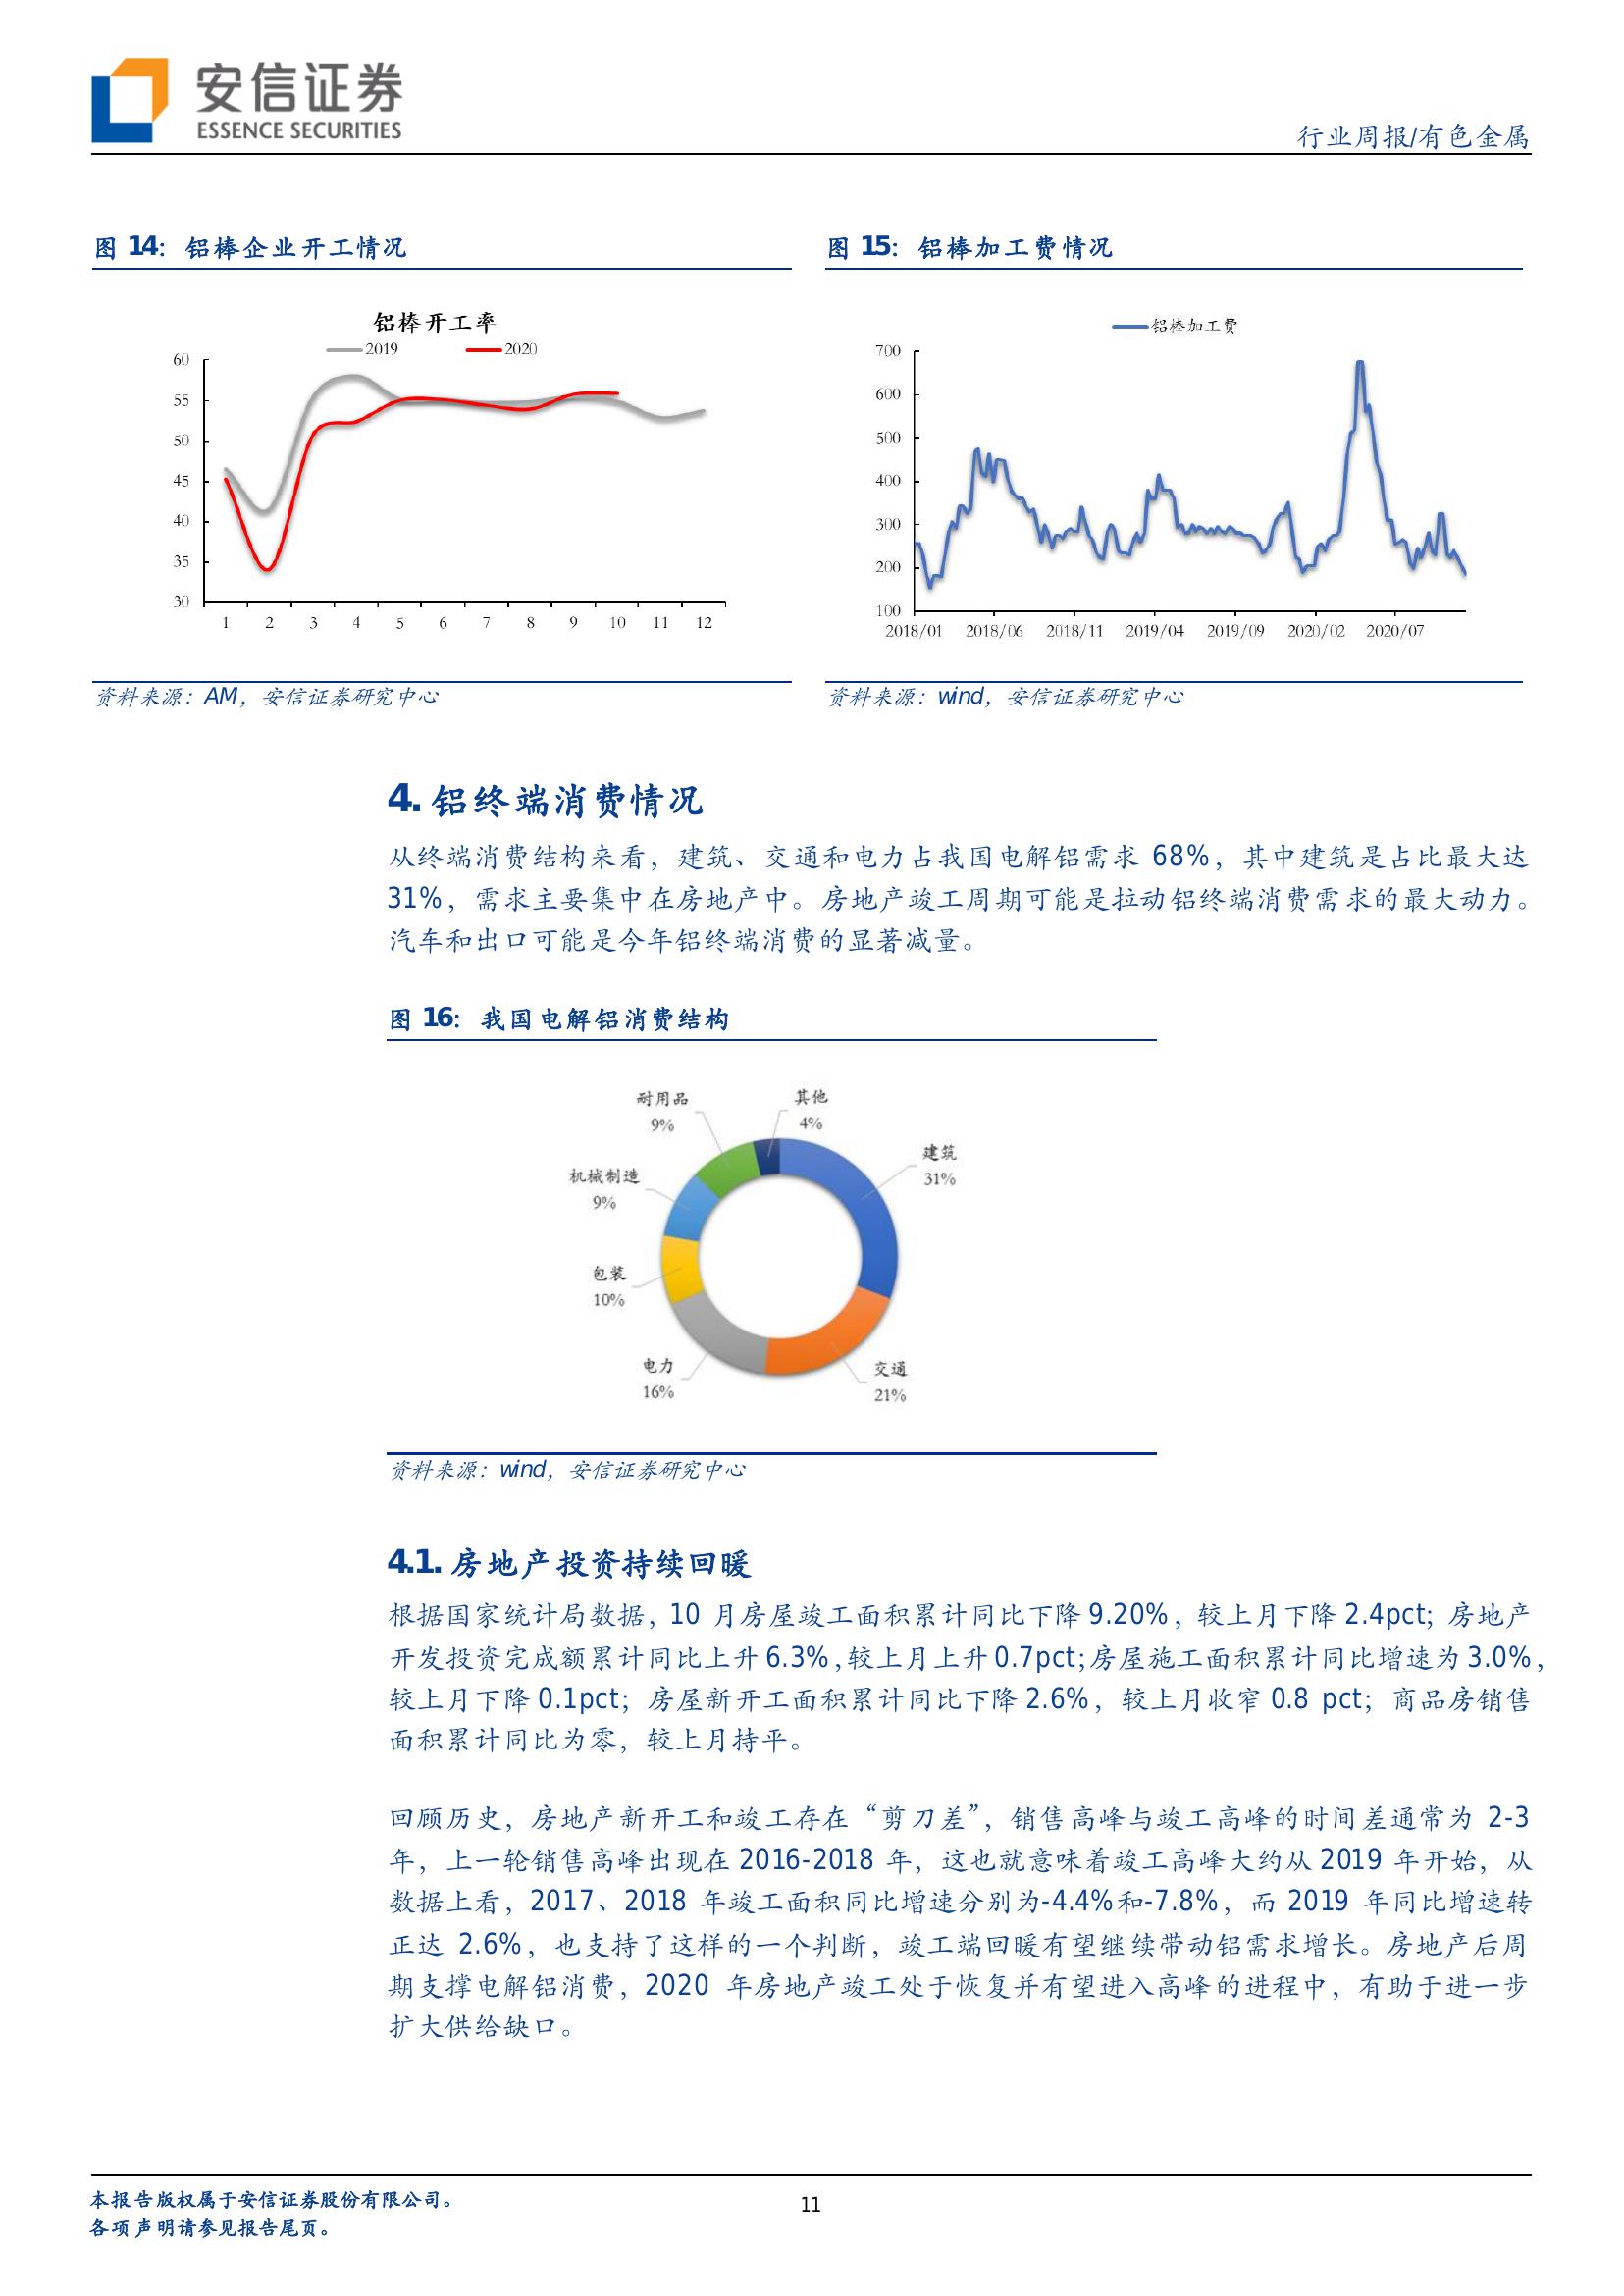 安信证券
ESSENCE SECURITIES
行业周报/有色金属
图 14：铝棒企业开工情况
铝棒开工率
2019 2020
60
55
50
45
40
35
30
1 2 3 4 5 6 7 8 9 10 11 12
资料来源：AM，安信证券研究中心
图 15：铝棒加工费情况
铝棒加工费
700
600
500
400
300
200
100
2018/01 2018/06 2018/11 2019/04 2019/09 2020/02 2020/07
资料来源：wind，安信证券研究中心
4. 铝终端消费情况
从终端消费结构来看，建筑、交通和电力占我国电解铝需求 68%，其中建筑是占比最大达
31%，需求主要集中在房地产中。房地产竣工周期可能是拉动铝终端消费需求的最大动力。
汽车和出口可能是今年铝终端消费的显著减量。
图 16：我国电解铝消费结构
耐用品
9%
其他
4%
建筑
31%
机械制造
9%
包装
10%
电力
16%
交通
21%
资料来源：wind，安信证券研究中心
4.1. 房地产投资持续回暖
根据国家统计局数据，10 月房屋竣工面积累计同比下降 9.20%，较上月下降 2.4pct；房地产
开发投资完成额累计同比上升 6.3%，较上月上升 0.7pct；房屋施工面积累计同比增速为 3.0%，
较上月下降 0.1pct；房屋新开工面积累计同比下降 2.6%，较上月收窄 0.8 pct；商品房销售
面积累计同比为零，较上月持平。
回顾历史，房地产新开工和竣工存在“剪刀差”，销售高峰与竣工高峰的时间差通常为 2-3
年，上一轮销售高峰出现在 2016-2018 年，这也就意味着竣工高峰大约从 2019 年开始，从
数据上看，2017、2018 年竣工面积同比增速分别为-4.4%和-7.8%，而 2019 年同比增速转
正达 2.6%，也支持了这样的一个判断，竣工端回暖有望继续带动铝需求增长。房地产后周
期支撑电解铝消费，2020 年房地产竣工处于恢复并有望进入高峰的进程中，有助于进一步
扩大供给缺口。
本报告版权属于安信证券股份有限公司。
各项声明请参见报告尾页。
11